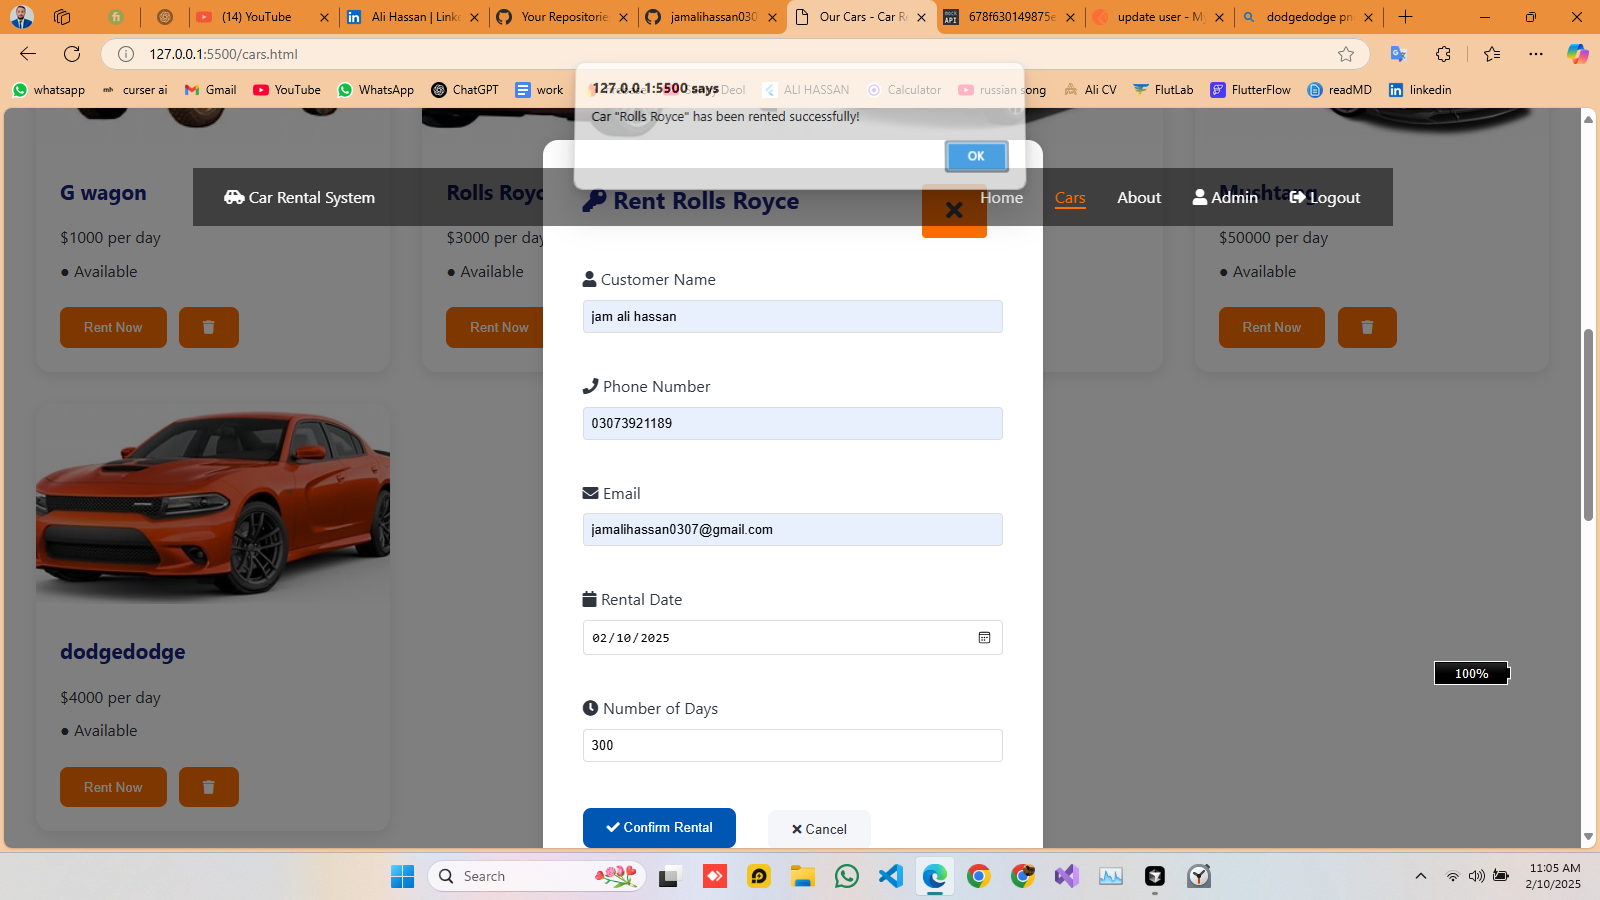 (14) YouTube
Ali Hassan | Linke
Your Repositorie
jamalihassan030
Our Cars - Car Re
678f630149875e
update user - My
dodgedodge pn
127.0.0.1:5500/cars.html
whatsapp
curser ai
Gmail
YouTube
WhatsApp
ChatGPT
work
Deol
ALI HASSAN
Calculator
russian song
Ali CV
FlutLab
FlutterFlow
readMD
linkedin
127.0.0.1:5500 says
Car "Rolls Royce" has been rented successfully!
OK
Car Rental System
Home
Cars
About
Admin
Logout
G wagon
$1000 per day
● Available
Rent Now
Rolls Royc
$3000 per day
● Available
Rent Now
Mushtang
$50000 per day
● Available
Rent Now
dodgedodge
$4000 per day
● Available
Rent Now
Rent Rolls Royce
Customer Name
jam ali hassan
Phone Number
03073921189
Email
jamalihassan0307@gmail.com
Rental Date
02/10/2025
Number of Days
300
Confirm Rental
Cancel
100%
Search
11:05 AM
2/10/2025